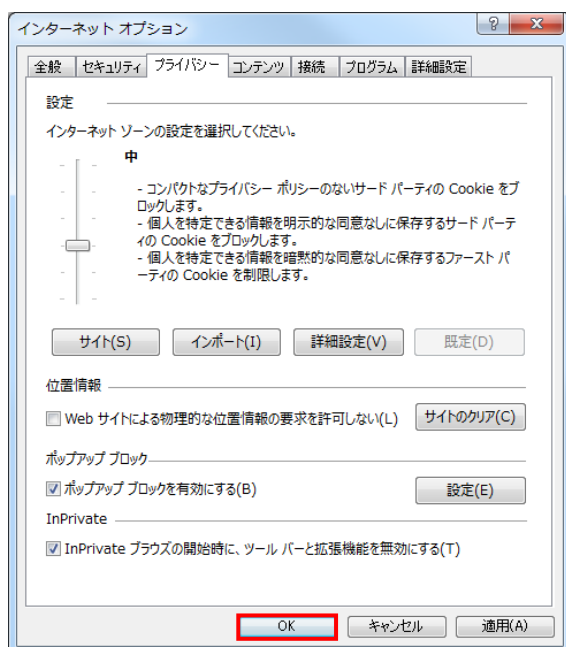 インターネット オプション
全般 セキュリティ プライバシー コンテンツ 接続 プログラム 詳細設定
設定
インターネット ゾーンの設定を選択してください。
中
- コンパクトなプライバシー ポリシーのないサード パーティの Cookie をブ
ロックします。
- 個人を特定できる情報を明示的な同意なしに保存するサード パーテ
ィの Cookie をブロックします。
- 個人を特定できる情報を暗黙的な同意なしに保存するファースト パ
ーティの Cookie を制限します。
サイト(S) インポート(I) 詳細設定(V) 既定(D)
位置情報
Web サイトによる物理的な位置情報の要求を許可しない(L) サイトのクリア(C)
ポップアップ ブロック
ポップアップ ブロックを有効にする(B) 設定(E)
InPrivate
InPrivate ブラウズの開始時に、ツール バーと拡張機能を無効にする(T)
OK キャンセル 適用(A)